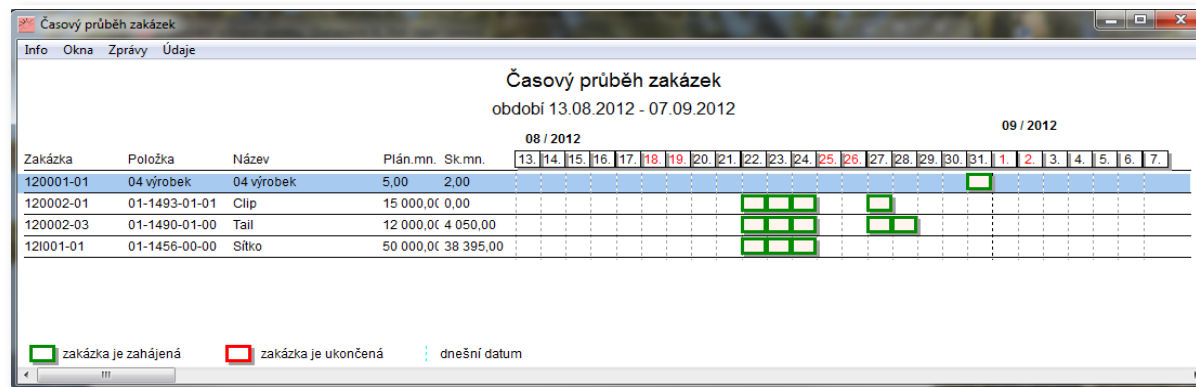 Časový průběh zakázek
Info Okna Zprávy Údaje
Časový průběh zakázek
období 13.08.2012 - 07.09.2012
08 / 2012 09 / 2012
Zakázka Položka Název Plán.mn. Sk.mn. 13. 14. 15. 16. 17. 18. 19. 20. 21. 22. 23. 24. 25. 26. 27. 28. 29. 30. 31. 1. 2. 3. 4. 5. 6. 7.
120001-01 04 výrobek 04 výrobek 5,00 2,00
120002-01 01-1493-01-01 Clip 15 000,0( 0,00
120002-03 01-1490-01-00 Tail 12 000,0( 4 050,00
12I001-01 01-1456-00-00 Sítko 50 000,0( 38 395,00
zakázka je zahájená zakázka je ukončená dnešní datum